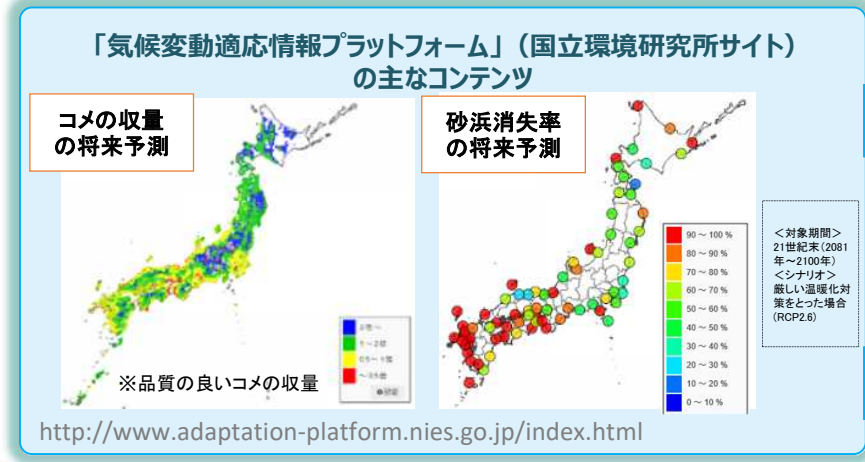 「気候変動適応情報プラットフォーム」（国立環境研究所サイト）
の主なコンテンツ
コメの収量
の将来予測
※品質の良いコメの収量
砂浜消失率
の将来予測
90 ～ 100 %
80 ～ 90 %
70 ～ 80 %
60 ～ 70 %
50 ～ 60 %
40 ～ 50 %
30 ～ 40 %
20 ～ 30 %
10 ～ 20 %
0 ～ 10 %
＜対象期間＞
21世紀末(2081
年～2100年)
＜シナリオ＞
厳しい温暖化対
策をとった場合
(RCP2.6)
http://www.adaptation-platform.nies.go.jp/index.html